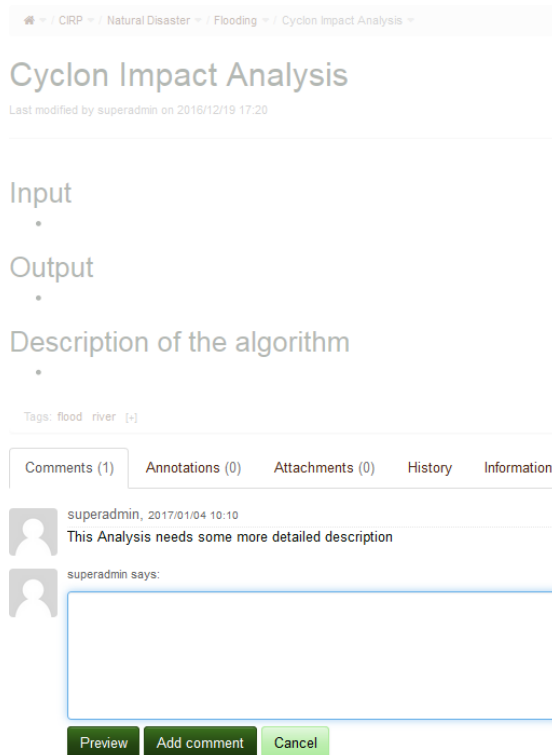 / CIRP / Natural Disaster / Flooding / Cyclon Impact Analysis
Cyclon Impact Analysis
Last modified by superadmin on 2016/12/19 17:20
Input
•
Output
•
Description of the algorithm
•
Tags: flood river [+]
Comments (1) Annotations (0) Attachments (0) History Information
superadmin, 2017/01/04 10:10
This Analysis needs some more detailed description
superadmin says:
Preview Add comment Cancel